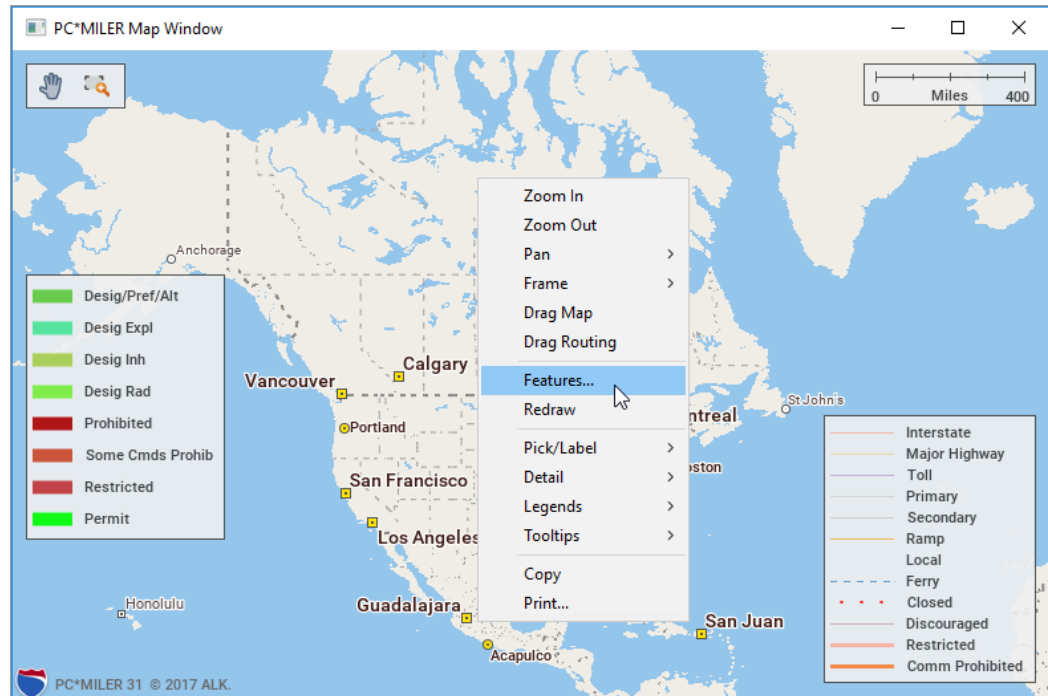 PC*MILER Map Window
0 Miles 400
Anchorage
Desig/Pref/Alt
Desig Expl
Desig Inh
Desig Rad
Prohibited
Some Cmds Prohib
Restricted
Permit
Calgary
Vancouver
Portland
San Francisco
Los Angeles
Honolulu
Guadalajara
Acapulco
PC*MILER 31 © 2017 ALK.
Zoom In
Zoom Out
Pan
Frame
Drag Map
Drag Routing
Features...
Redraw
Pick/Label
Detail
Legends
Tooltips
Copy
Print...
ntreal
oston
St John's
San Juan
Interstate
Major Highway
Toll
Primary
Secondary
Ramp
Local
Ferry
Closed
Discouraged
Restricted
Comm Prohibited